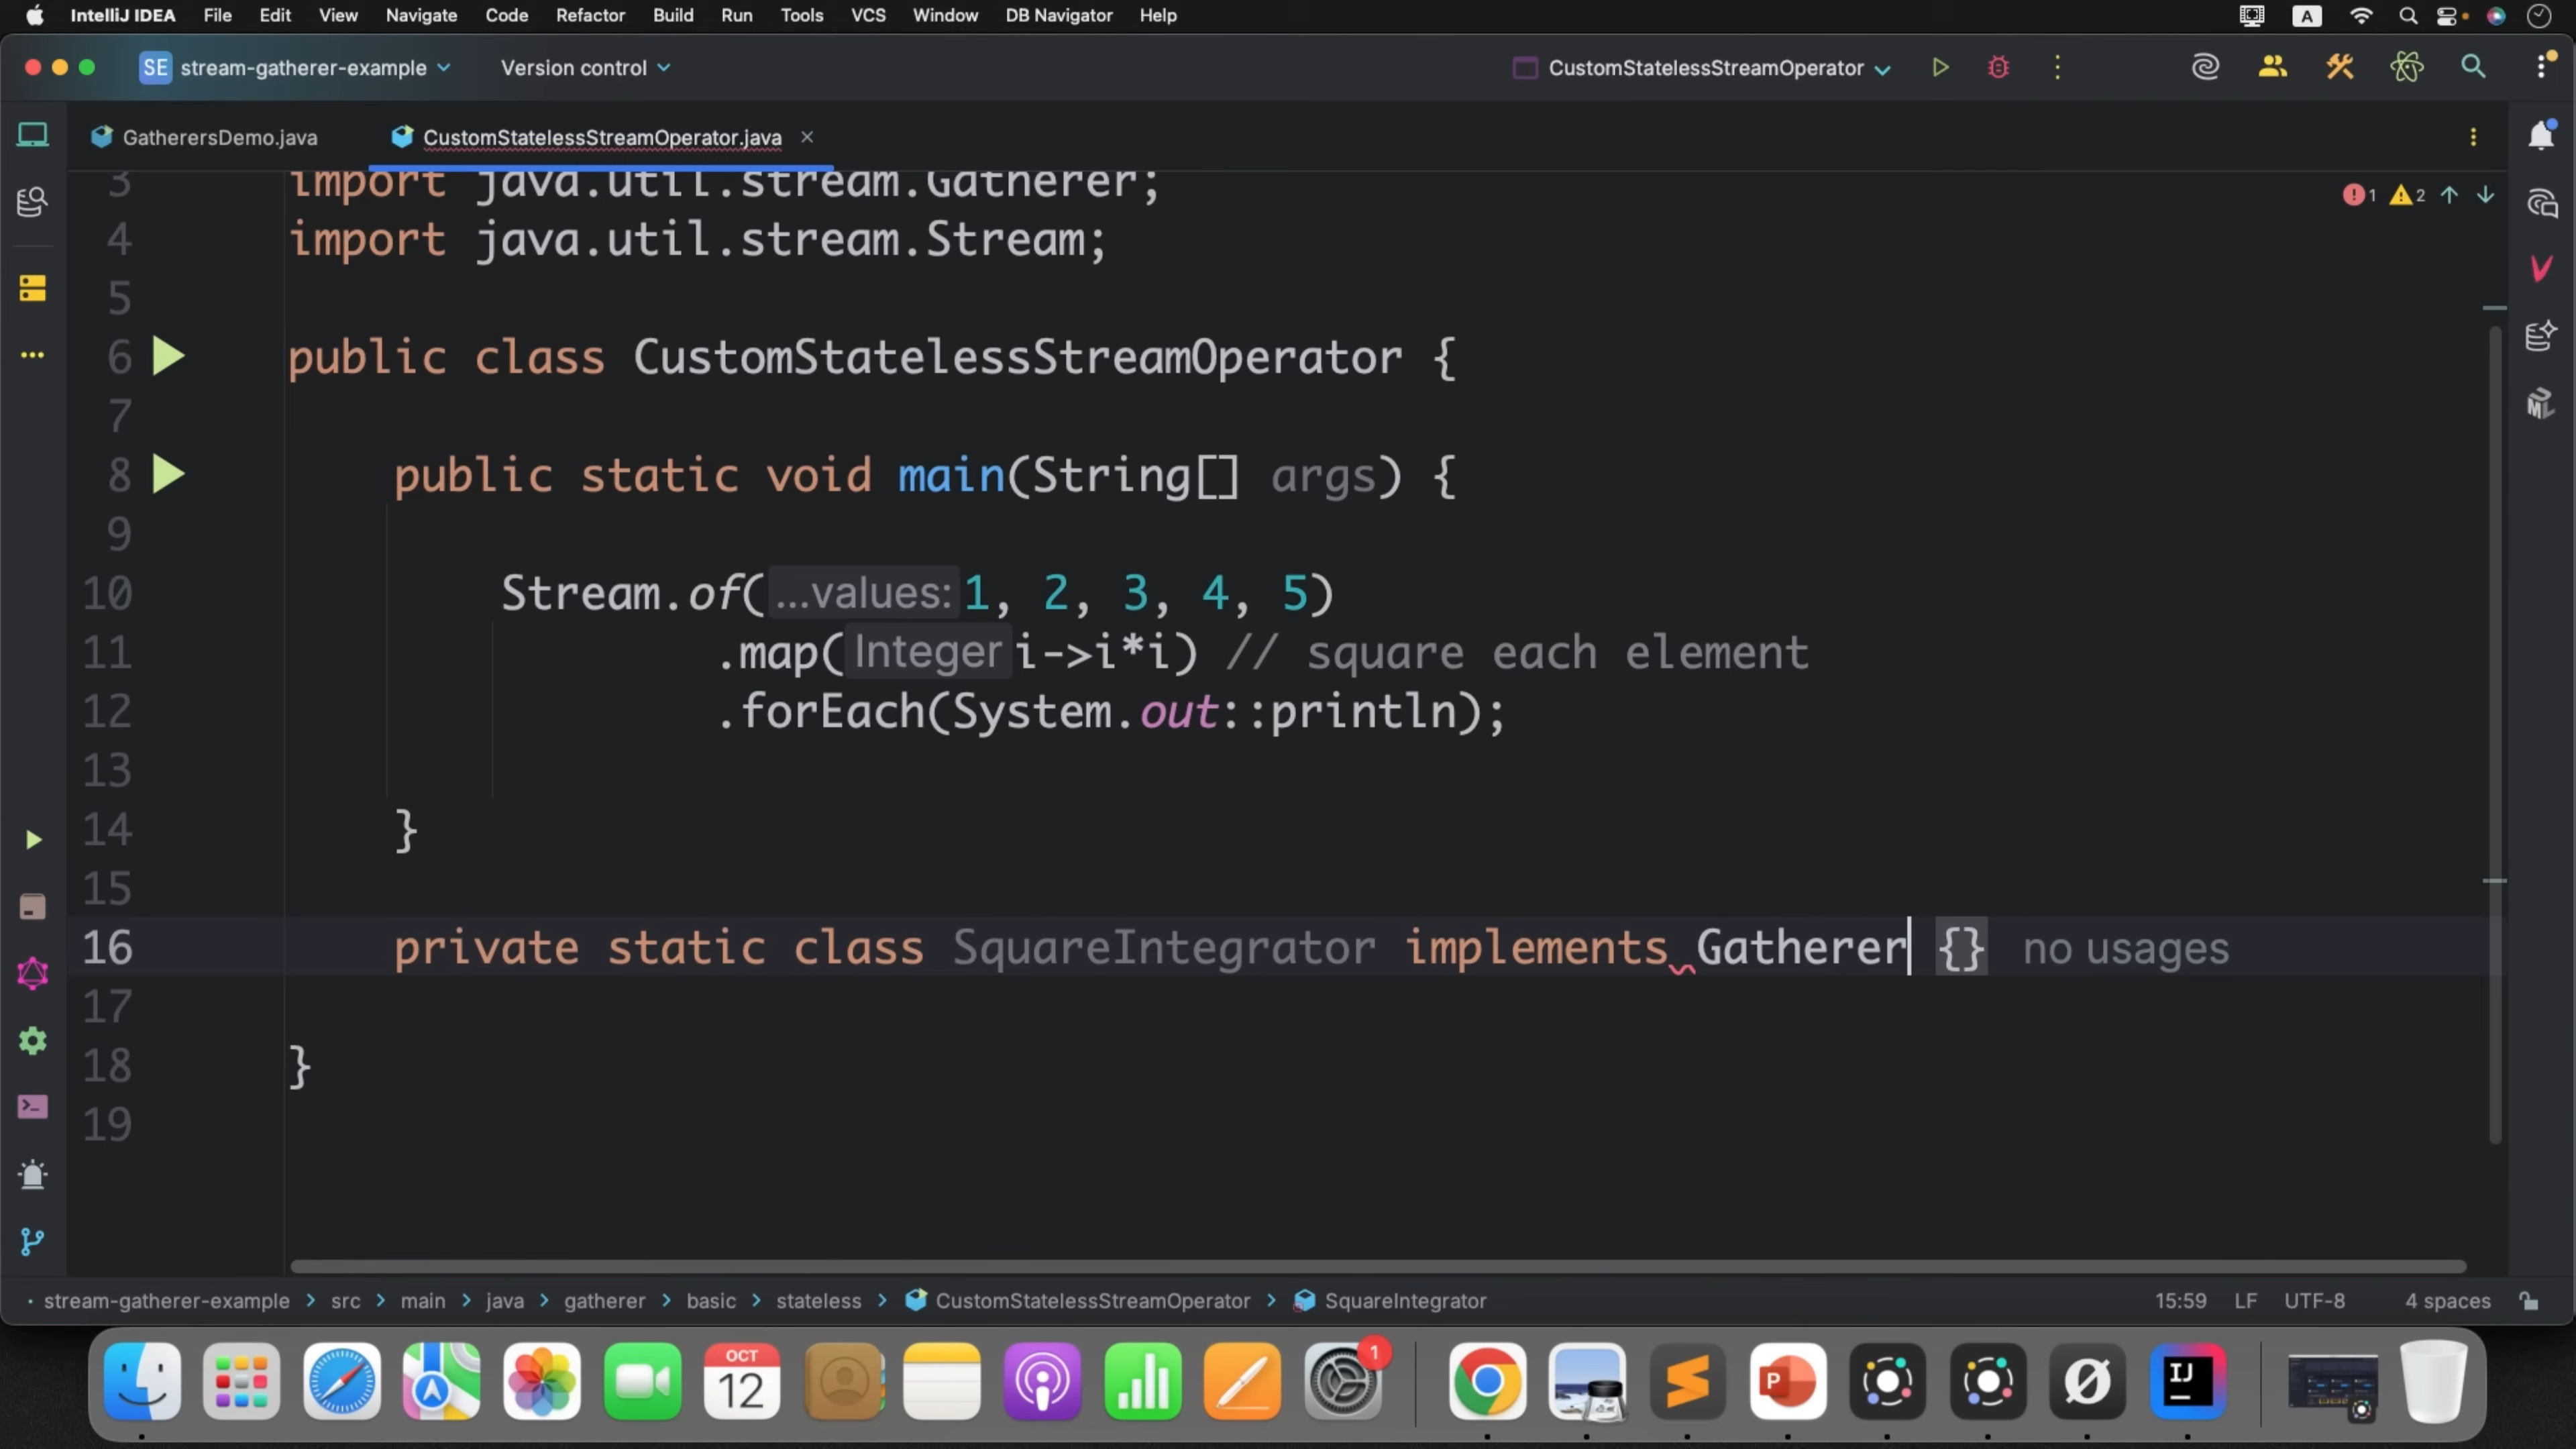 IntelliJ IDEA File Edit View Navigate Code Refactor Build Run Tools VCS Window DB Navigator Help A
SE stream-gatherer-example Version control CustomStatelessStreamOperator
GatherersDemo.java CustomStatelessStreamOperator.java
3 import java.util.stream.Gatherer; 1 2
4 import java.util.stream.Stream;
5
6 public class CustomStatelessStreamOperator {
7
8 public static void main(String[] args) {
9
10 Stream.of(...values: 1, 2, 3, 4, 5)
11 .map(Integer i->i*i) // square each element
12 .forEach(System.out::println);
13
14 }
15
16 private static class SquareIntegrator implements Gatherer {} no usages
17
18 }
19
stream-gatherer-example > src > main > java > gatherer > basic > stateless > CustomStatelessStreamOperator > SquareIntegrator 15:59 LF UTF-8 4 spaces
OCT
12
1
P
IJ